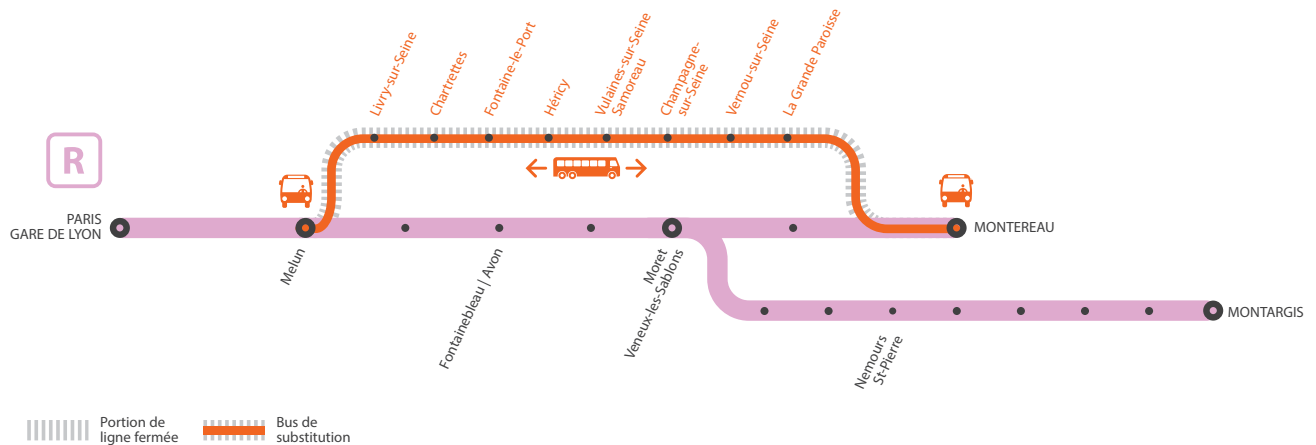 Livry-sur-Seine
Chartrettes
Fontaine-le-Port
Héricy
Vulaines-sur-Seine
Samoreau
Champagne-
sur-Seine
Vernou-sur-Seine
La Grande Paroisse
R
PARIS
GARE DE LYON
MONTEREAU
Melun
Fontainebleau | Avon
Moret
Veneux-les-Sablons
MONTARGIS
Nemours
St-Pierre
Portion de
ligne fermée
Bus de
substitution